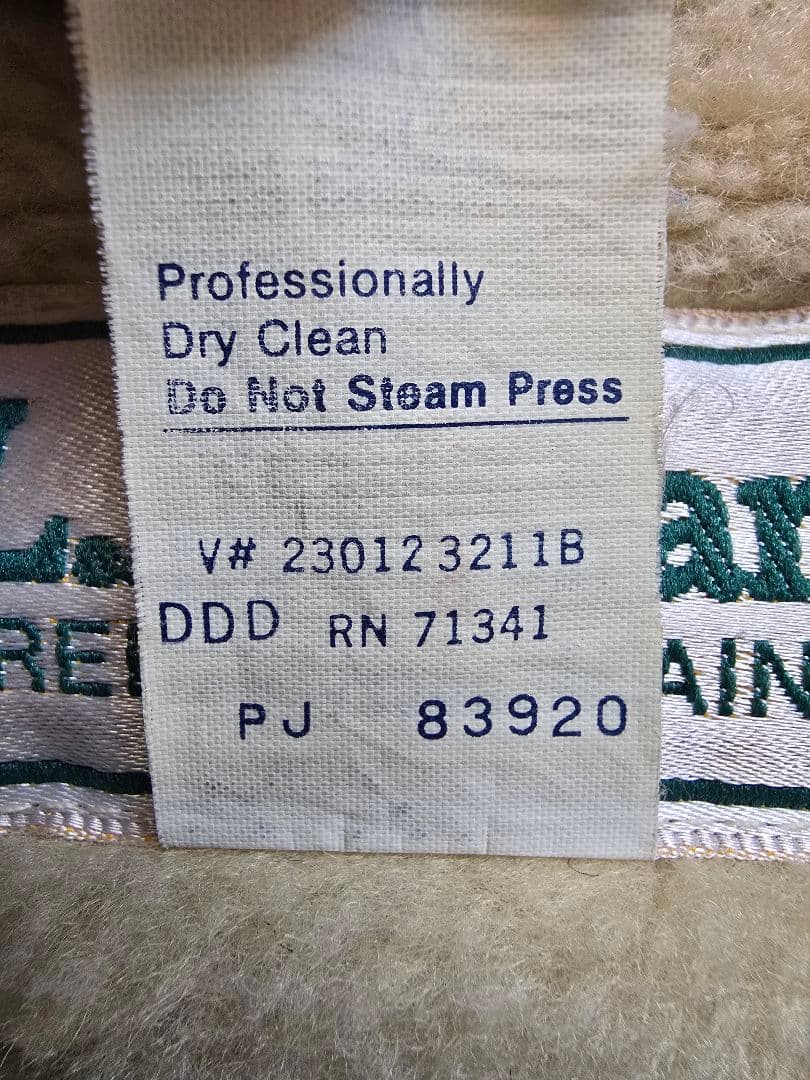 Professionally
Dry Clean
Do Not Steam Press
V# 230123211B
DDD RN 71341
PJ 83920